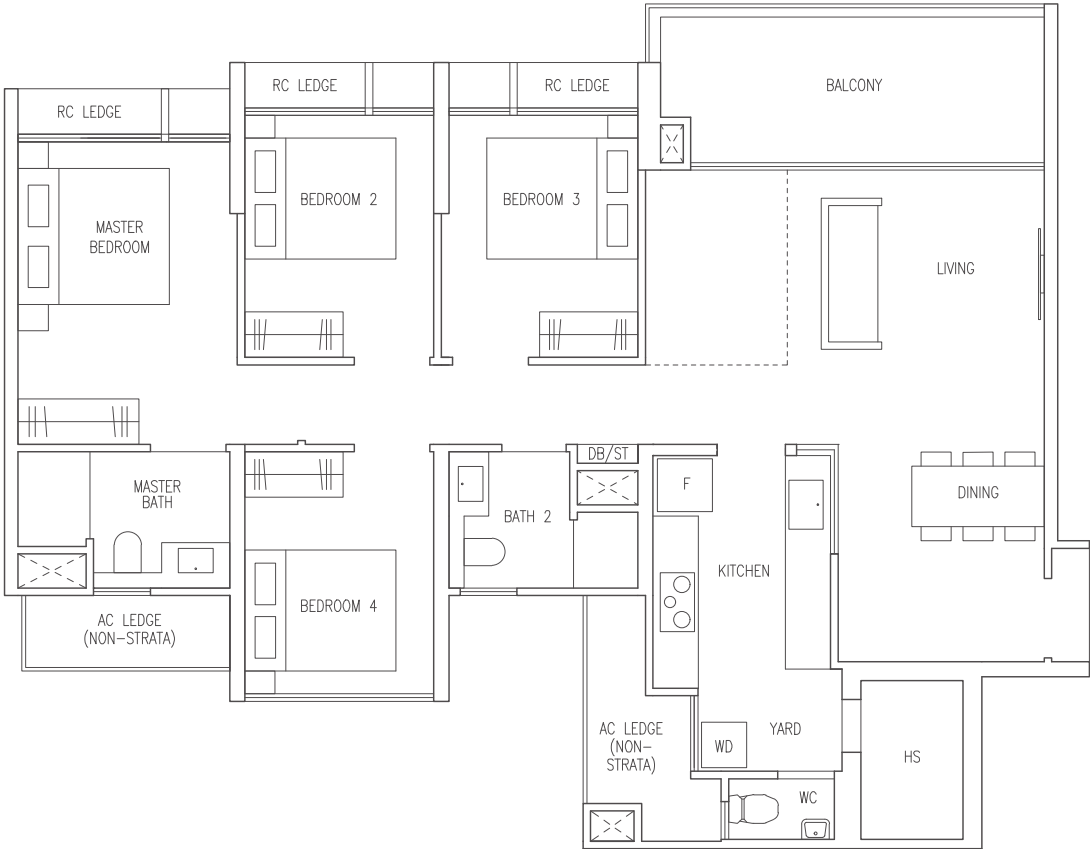 RC LEDGE
RC LEDGE
RC LEDGE
BALCONY
MASTER
BEDROOM
BEDROOM 2
BEDROOM 3
LIVING
DB/ST
MASTER
BATH
BATH 2
F
DINING
KITCHEN
BEDROOM 4
AC LEDGE
(NON-STRATA)
AC LEDGE
(NON-
STRATA)
WD
YARD
HS
WC